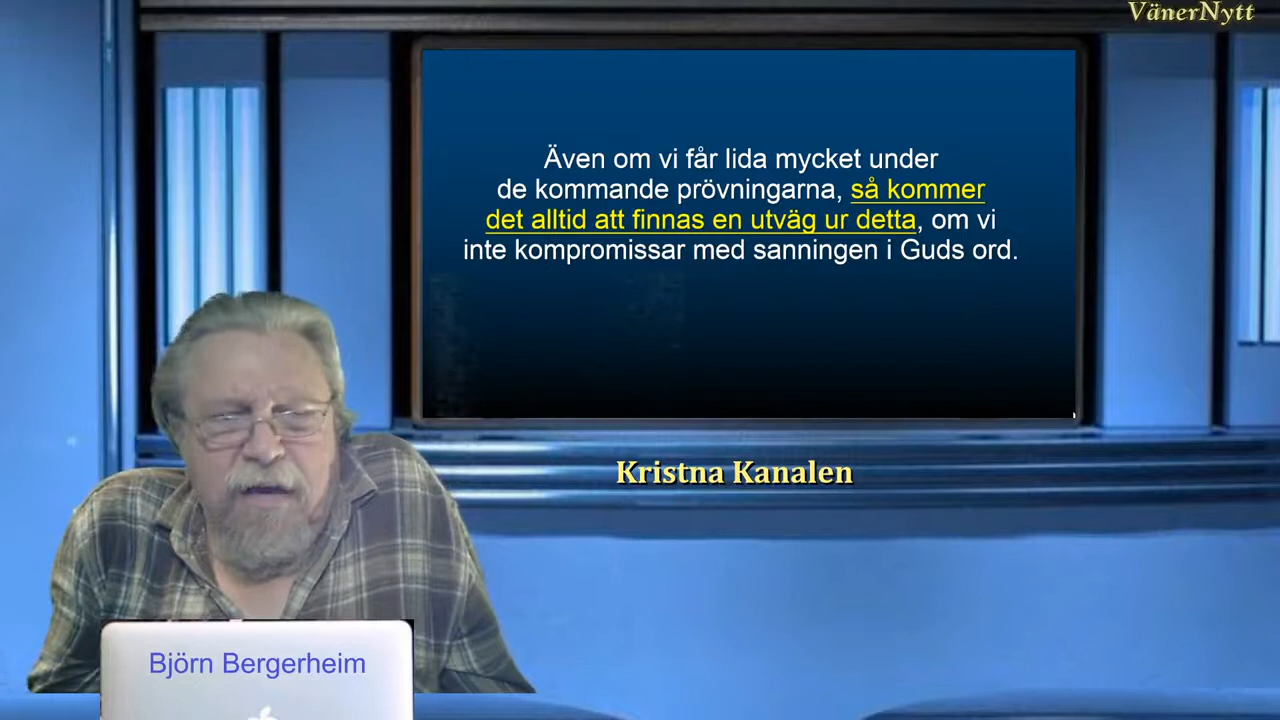 VänerNytt
Även om vi får lida mycket under
de kommande prövningarna, så kommer
det alltid att finnas en utväg ur detta, om vi
inte kompromissar med sanningen i Guds ord.
Kristna Kanalen
Björn Bergerheim